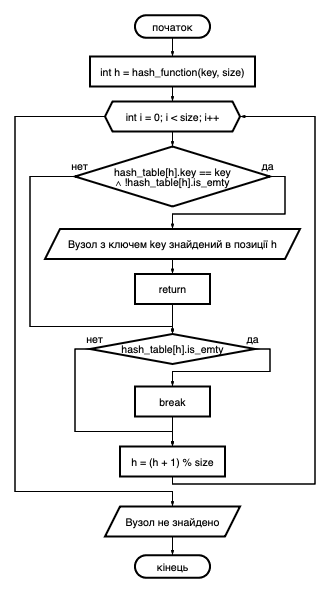 початок
int h = hash_function(key, size)
int i = 0; i < size; i++
нет
да
hash_table[h].key == key
∧ !hash_table[h].is_emty
Вузол з ключем key знайдений в позиції h
return
нет
да
hash_table[h].is_emty
break
h = (h + 1) % size
Вузол не знайдено
кінець